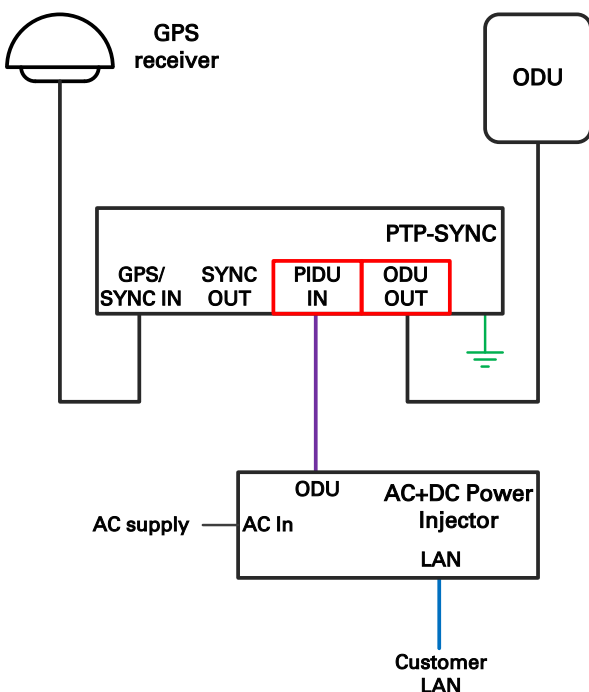 GPS
receiver
ODU
PTP-SYNC
GPS/
SYNC IN
SYNC
OUT
PIDU
IN
ODU
OUT
ODU
AC+DC Power
Injector
AC supply
AC In
LAN
Customer
LAN